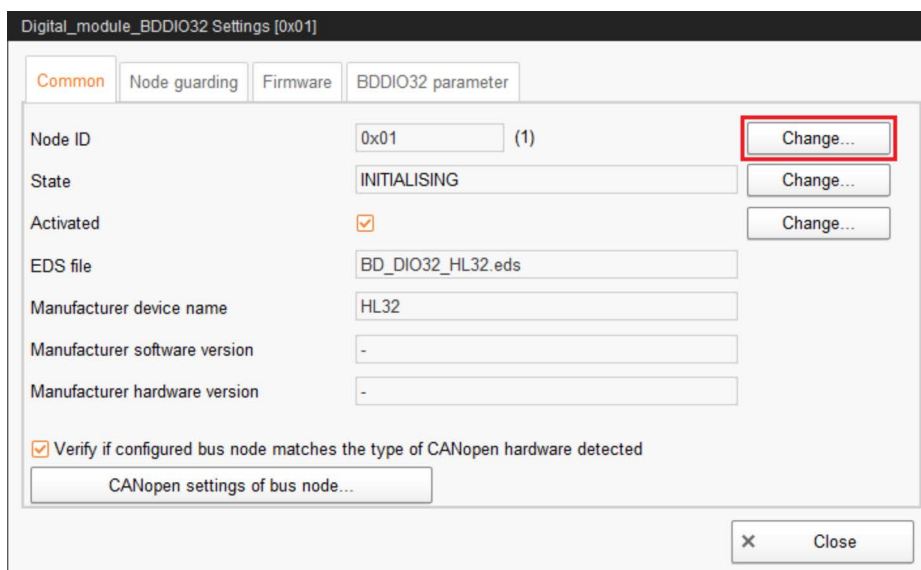 Digital_module_BDDIO32 Settings [0x01]
Common Node guarding Firmware BDDIO32 parameter
Node ID 0x01 (1) Change...
State INITIALISING Change...
Activated Change...
EDS file BD_DIO32_HL32.eds
Manufacturer device name HL32
Manufacturer software version -
Manufacturer hardware version -
Verify if configured bus node matches the type of CANopen hardware detected
CANopen settings of bus node...
Close